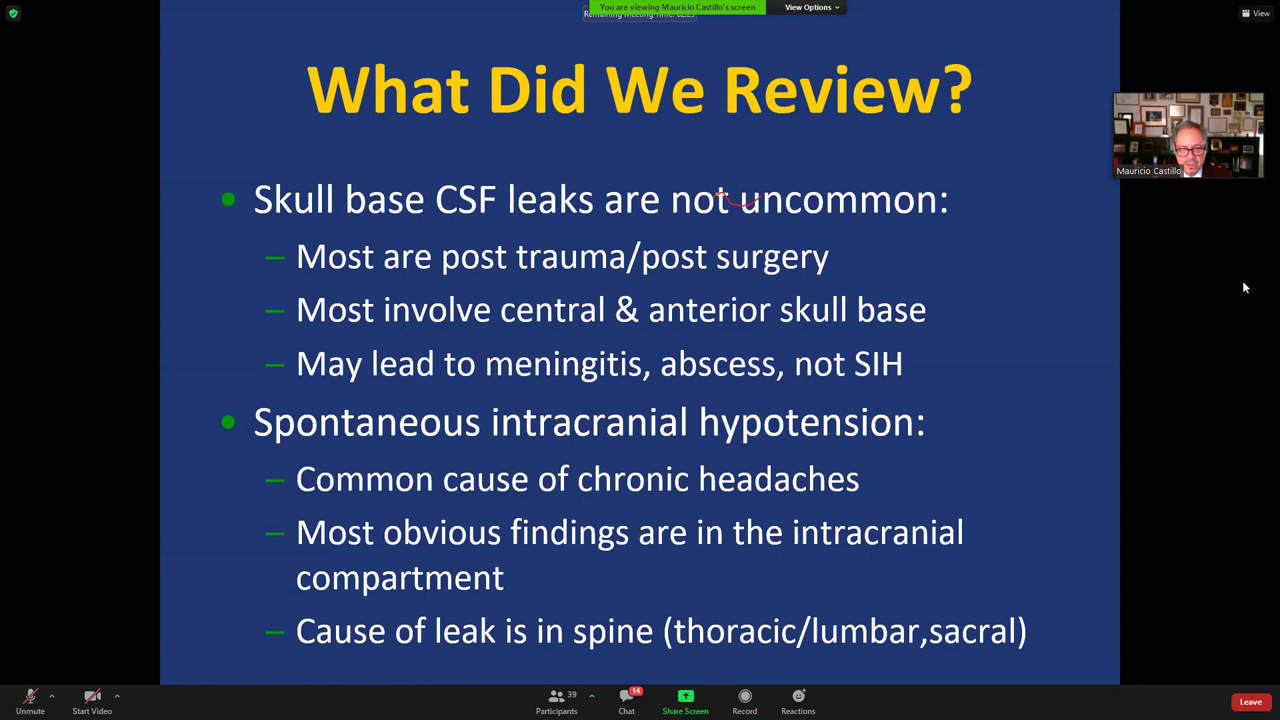 You are viewing Mauricio Castillo's screen
View Options
View
Remaining Meeting Time: 02:25
What Did We Review?
Mauricio Castillo
• Skull base CSF leaks are not uncommon:
– Most are post trauma/post surgery
– Most involve central & anterior skull base
– May lead to meningitis, abscess, not SIH
• Spontaneous intracranial hypotension:
– Common cause of chronic headaches
– Most obvious findings are in the intracranial
compartment
– Cause of leak is in spine (thoracic/lumbar,sacral)
39
14
Unmute
Start Video
Participants
Chat
Share Screen
Record
Reactions
Leave